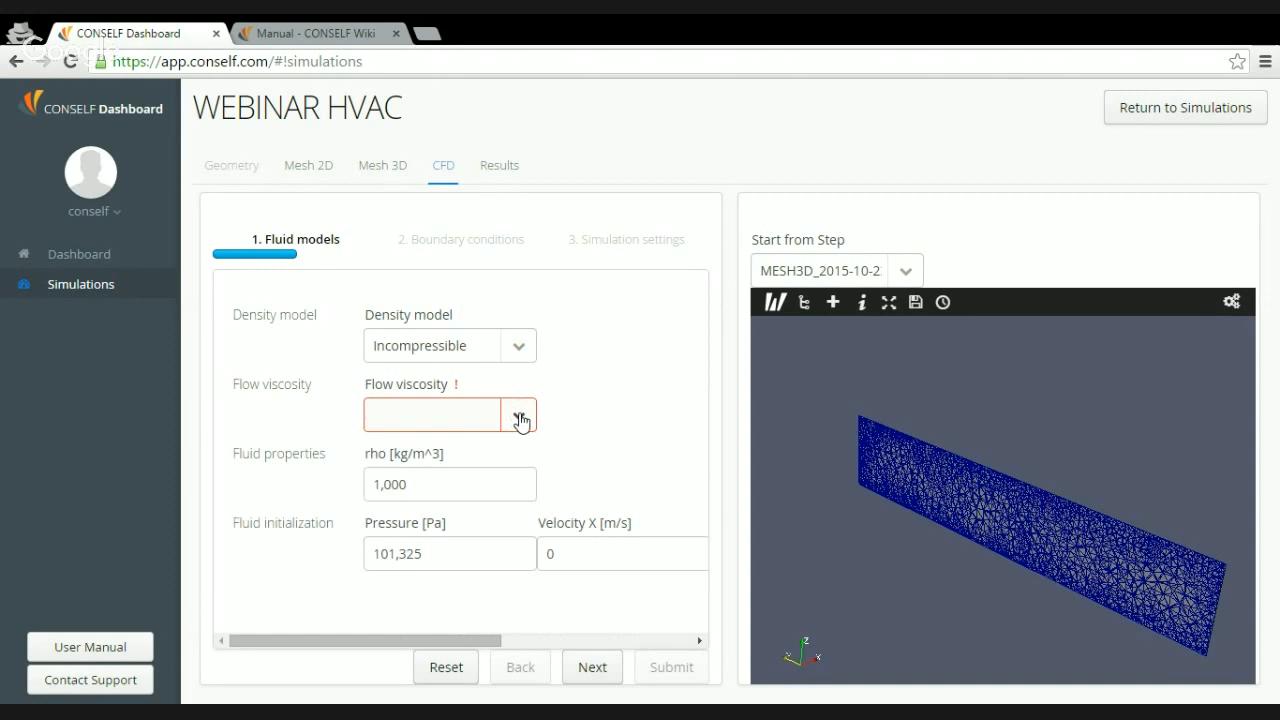 CONSELF Dashboard
Manual - CONSELF Wiki
Google
https://app.conself.com/#!simulations
CONSELF Dashboard
WEBINAR HVAC
Return to Simulations
Geometry Mesh 2D Mesh 3D CFD Results
conself
Dashboard
Simulations
1. Fluid models 2. Boundary conditions 3. Simulation settings
Density model Density model
Incompressible
Flow viscosity Flow viscosity !
Fluid properties rho [kg/m^3]
1,000
Fluid initialization Pressure [Pa] Velocity X [m/s]
101,325 0
Reset Back Next Submit
Start from Step
MESH3D_2015-10-2
Z
X
User Manual
Contact Support